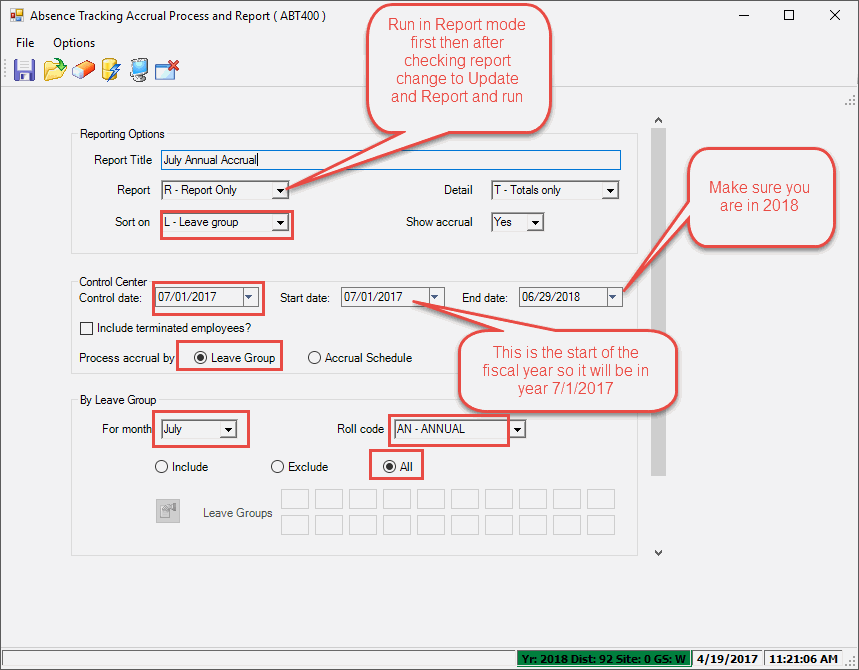 Absence Tracking Accrual Process and Report ( ABT400 )
File Options
Run in Report mode
first then after
checking report
change to Update
and Report and run
Reporting Options
Report Title July Annual Accrual
Report R - Report Only Detail T - Totals only
Sort on L - Leave group Show accrual Yes
Make sure you
are in 2018
Control Center
Control date: 07/01/2017 Start date: 07/01/2017 End date: 06/29/2018
Include terminated employees?
Process accrual by Leave Group Accrual Schedule
This is the start of the
fiscal year so it will be in
year 7/1/2017
By Leave Group
For month July Roll code AN - ANNUAL
Include Exclude All
Leave Groups
Yr: 2018 Dist: 92 Site: 0 GS: W 4/19/2017 11:21:06 AM